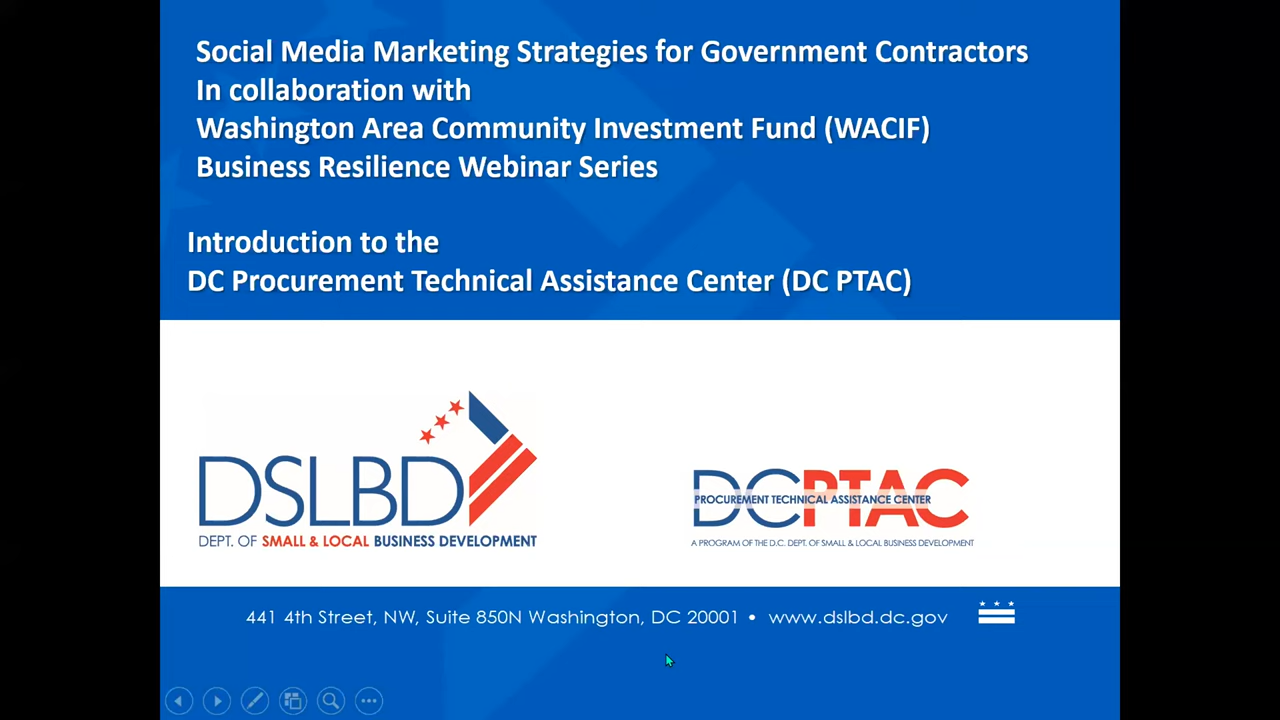 Social Media Marketing Strategies for Government Contractors
In collaboration with
Washington Area Community Investment Fund (WACIF)
Business Resilience Webinar Series
Introduction to the
DC Procurement Technical Assistance Center (DC PTAC)
DSLBD
DEPT. OF SMALL & LOCAL BUSINESS DEVELOPMENT
DCPTAC
PROCUREMENT TECHNICAL ASSISTANCE CENTER
A PROGRAM OF THE D.C. DEPT. OF SMALL & LOCAL BUSINESS DEVELOPMENT
441 4th Street, NW, Suite 850N Washington, DC 20001 • www.dslbd.dc.gov